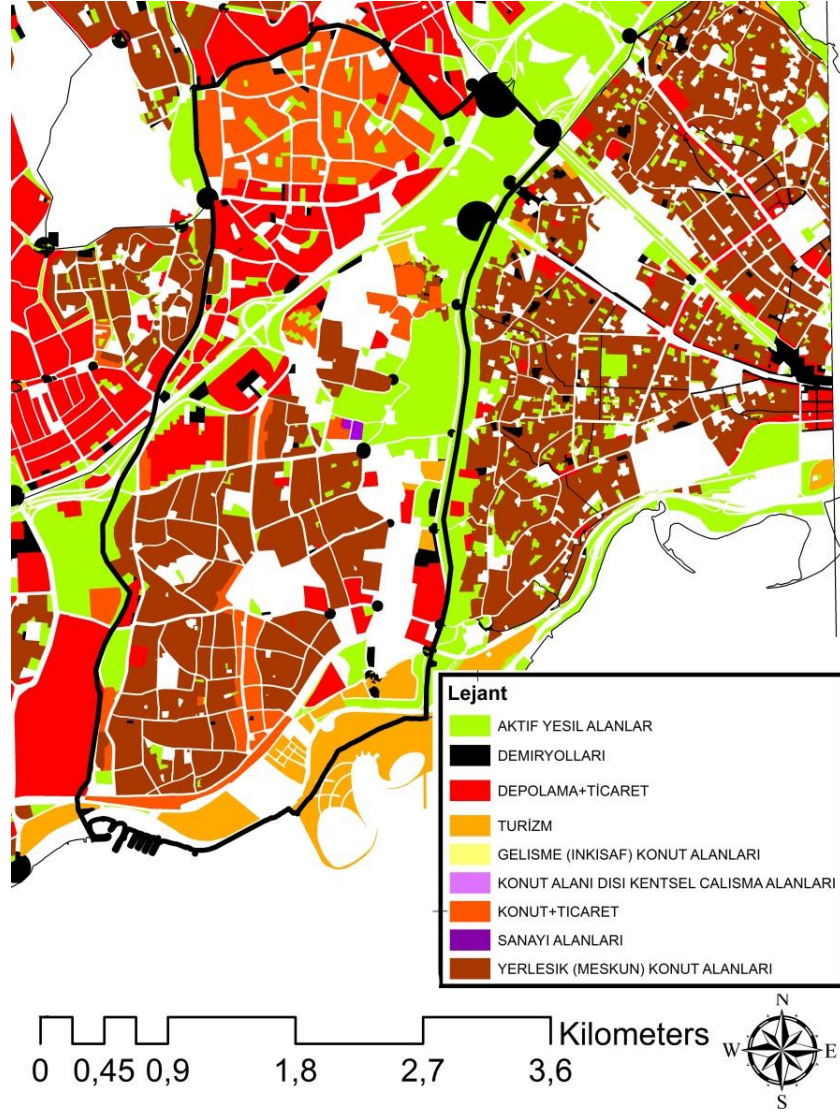 Lejant
AKTIF YESIL ALANLAR
DEMIRYOLLARI
DEPOLAMA+TİCARET
TURİZM
GELISME (INKISAF) KONUT ALANLARI
KONUT ALANI DISI KENTSEL CALISMA ALANLARI
KONUT+TICARET
SANAYI ALANLARI
YERLESIK (MESKUN) KONUT ALANLARI
Kilometers
0 0,45 0,9 1,8 2,7 3,6
N
W E
S